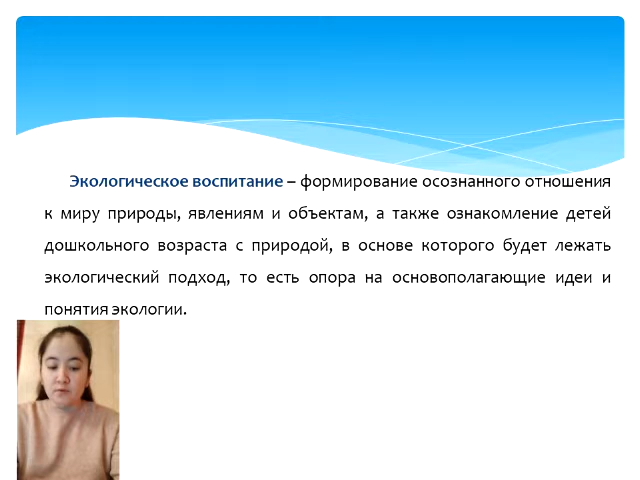 Экологическое воспитание – формирование осознанного отношения
к миру природы, явлениям и объектам, а также ознакомление детей
дошкольного возраста с природой, в основе которого будет лежать
экологический подход, то есть опора на основополагающие идеи и
понятия экологии.